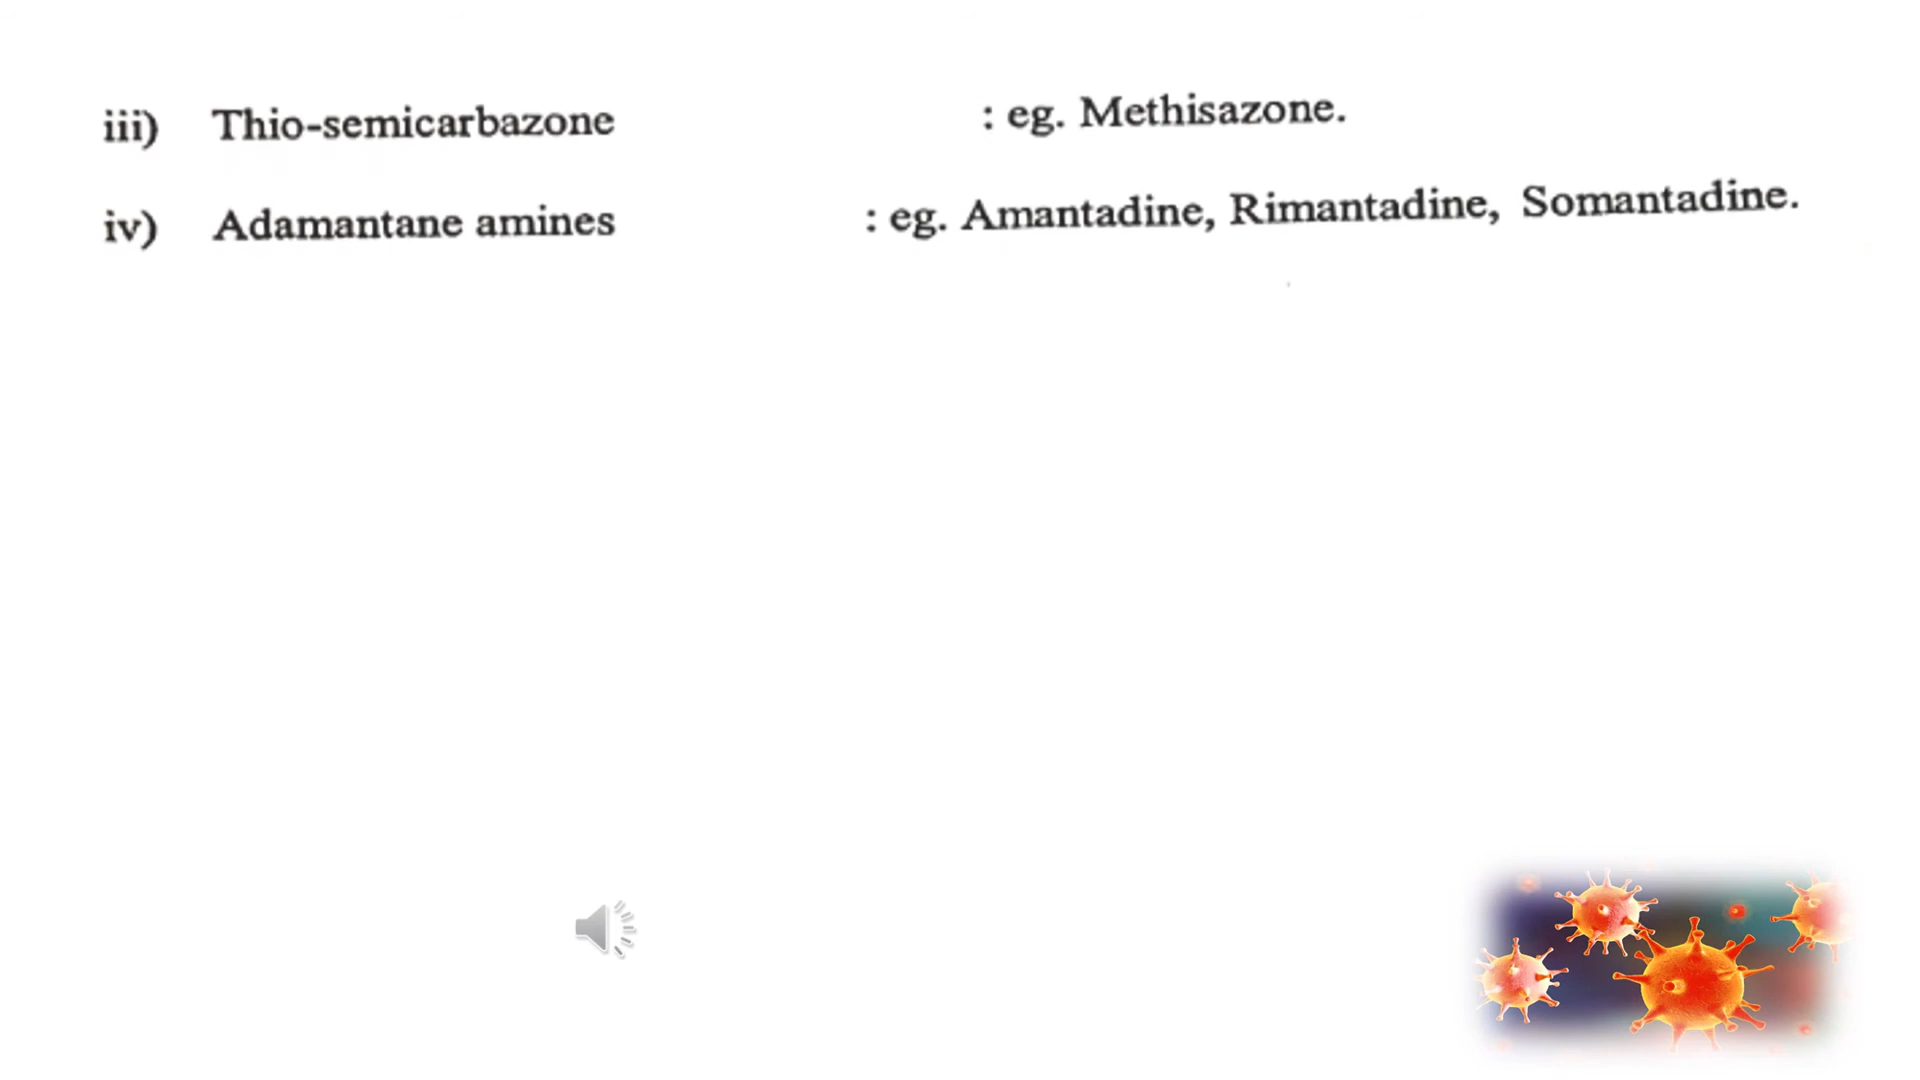 iii) Thio-semicarbazone : eg. Methisazone.
iv) Adamantane amines : eg. Amantadine, Rimantadine, Somantadine.